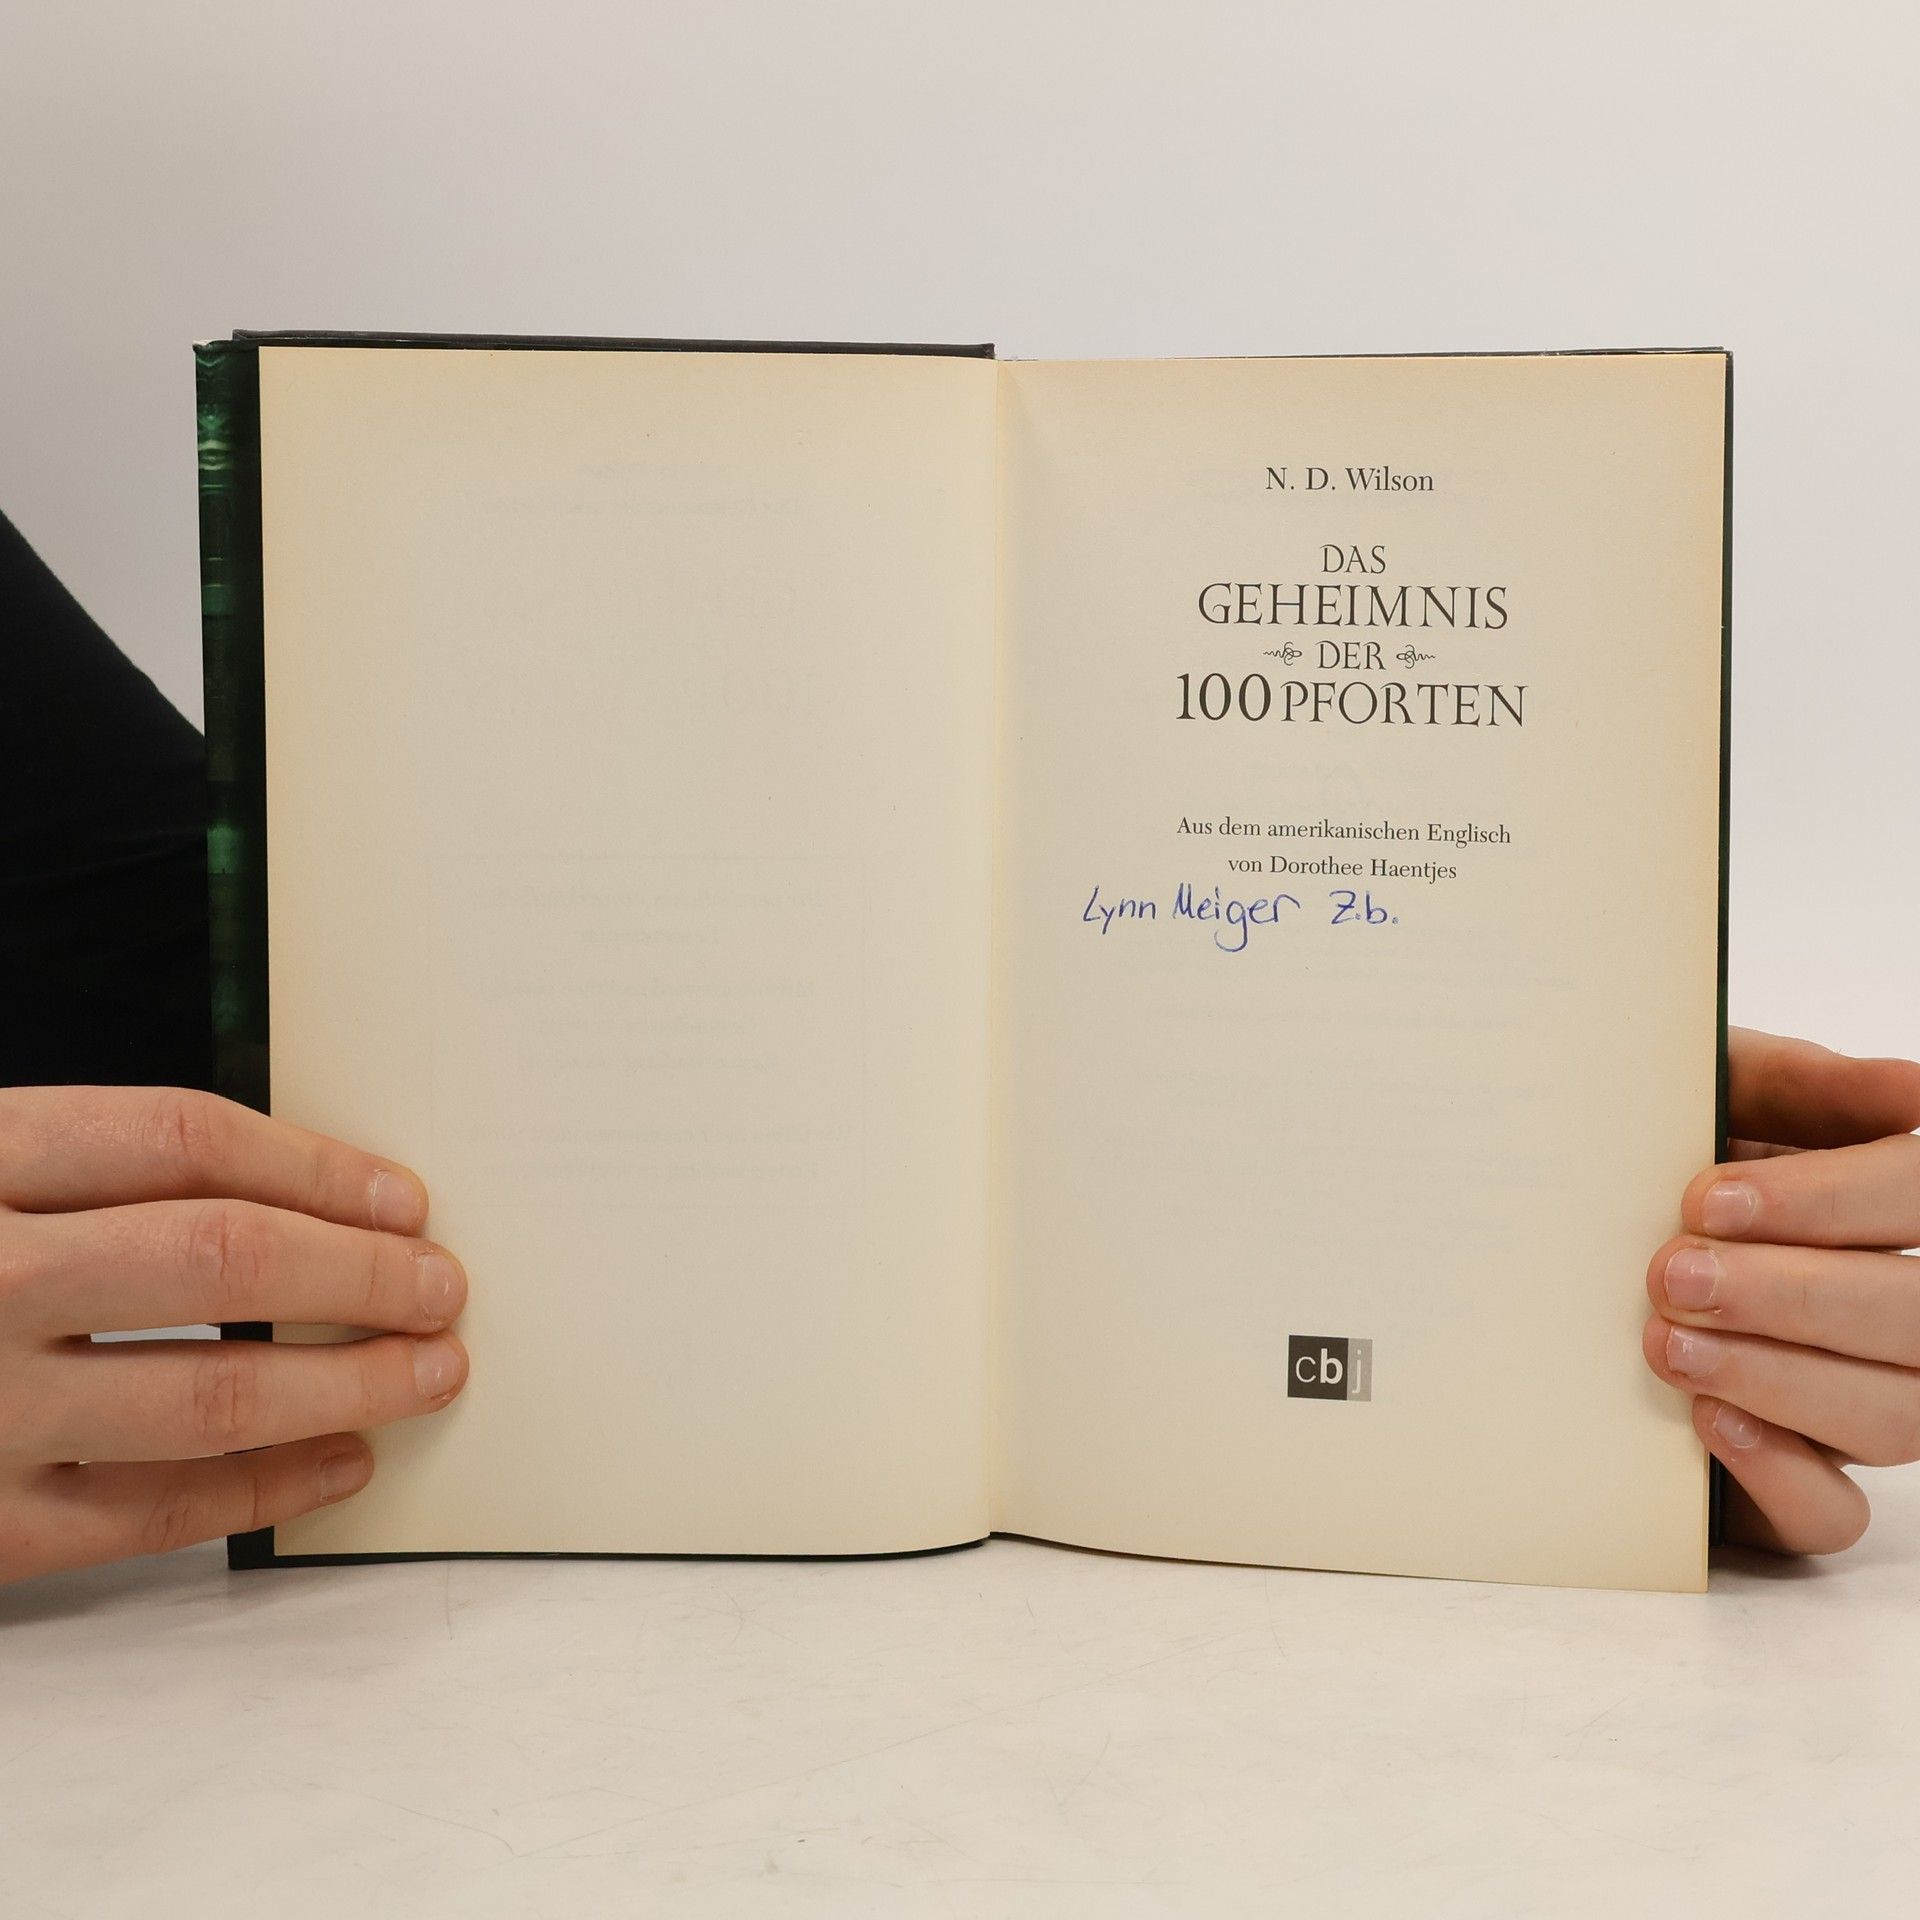 N. D. Wilson
DAS
GEHEIMNIS
DER
100 PFORTEN
Aus dem amerikanischen Englisch
von Dorothee Haentjes
Lynn Meiger Z.b.
cbj